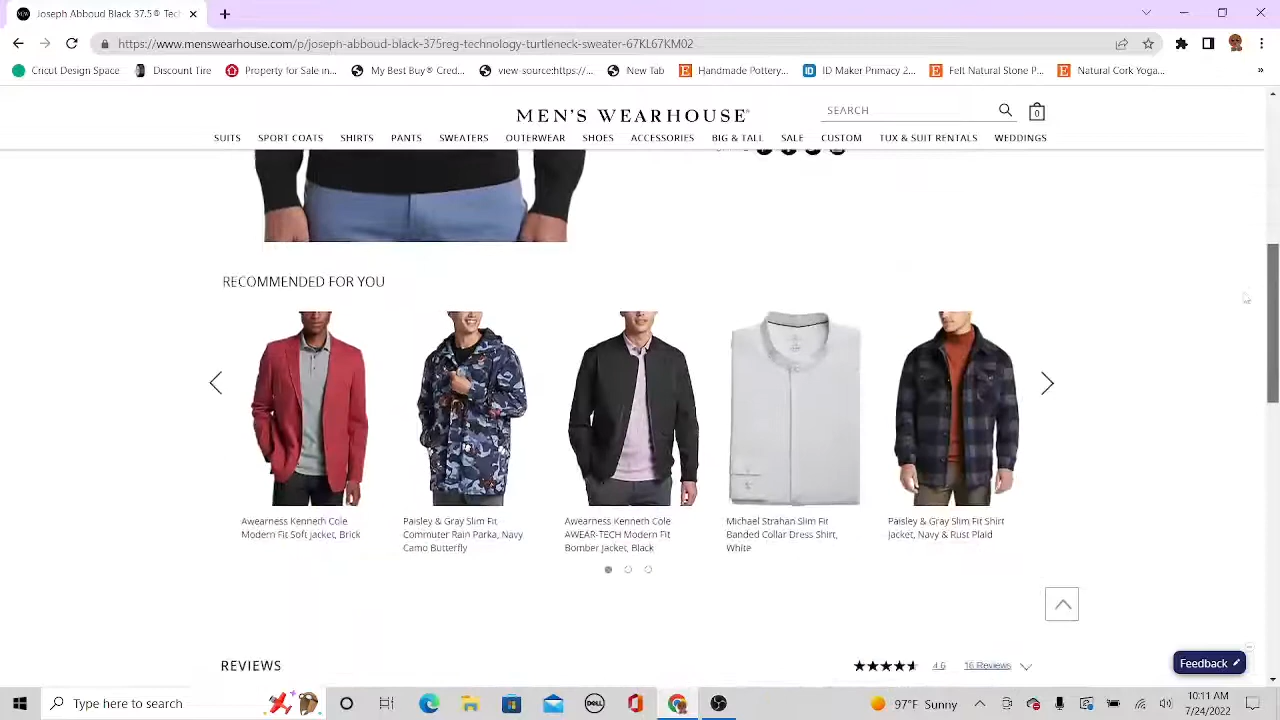 Joseph Abboud Black 37.5® Tech
https://www.menswearhouse.com/p/joseph-abboud-black-375reg-technology-turtleneck-sweater-67KL67KM02
Cricut Design Space
Discount Tire
Property for Sale in...
My Best Buy® Cre...
view-source:https://...
New Tab
Handmade Pottery...
ID Maker Primacy 2...
Felt Natural Stone P...
Natural Cork Yoga...
»
MEN'S WEARHOUSE®
SEARCH
0
SUITS SPORT COATS SHIRTS PANTS SWEATERS OUTERWEAR SHOES ACCESSORIES BIG & TALL SALE CUSTOM TUX & SUIT RENTALS WEDDINGS
RECOMMENDED FOR YOU
Awearness Kenneth Cole
Modern Fit Soft Jacket, Brick
Paisley & Gray Slim Fit
Commuter Rain Parka, Navy
Camo Butterfly
Awearness Kenneth Cole
AWEAR-TECH Modern Fit
Bomber Jacket, Black
Michael Strahan Slim Fit
Banded Collar Dress Shirt,
White
Paisley & Gray Slim Fit Shirt
Jacket, Navy & Rust Plaid
REVIEWS
4.6
16 Reviews
Feedback
Type here to search
DELL
97°F Sunny
10:11 AM
7/24/2022